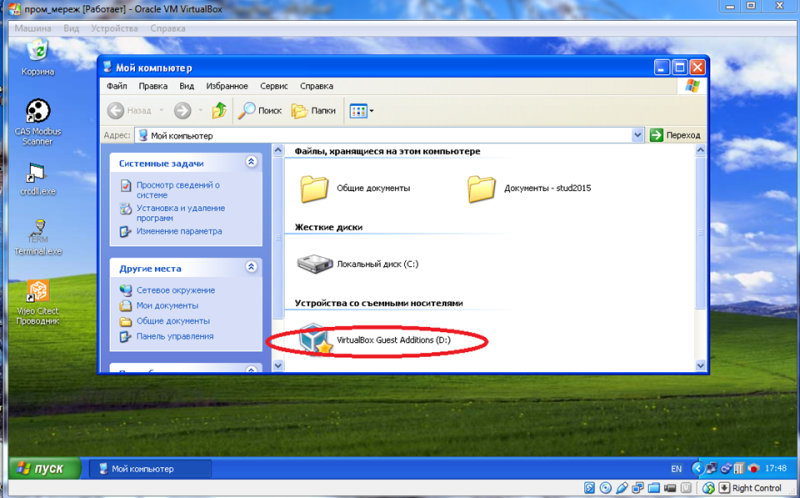 пром_мереж [Работает] - Oracle VM VirtualBox
Машина Вид Устройства Справка
Корзина
CAS Modbus
Scanner
crcdll.exe
TERM
Terminal.exe
Vijeo Citect
Проводник
Мой компьютер
Файл Правка Вид Избранное Сервис Справка
Назад Поиск Папки
Адрес: Мой компьютер Переход
Системные задачи
Просмотр сведений о
системе
Установка и удаление
программ
Изменение параметра
Другие места
Сетевое окружение
Мои документы
Общие документы
Панель управления
Файлы, хранящиеся на этом компьютере
Общие документы Документы - stud2015
Жесткие диски
Локальный диск (C:)
Устройства со съемными носителями
VirtualBox Guest Additions (D:)
пуск Мой компьютер EN 17:48
Right Control